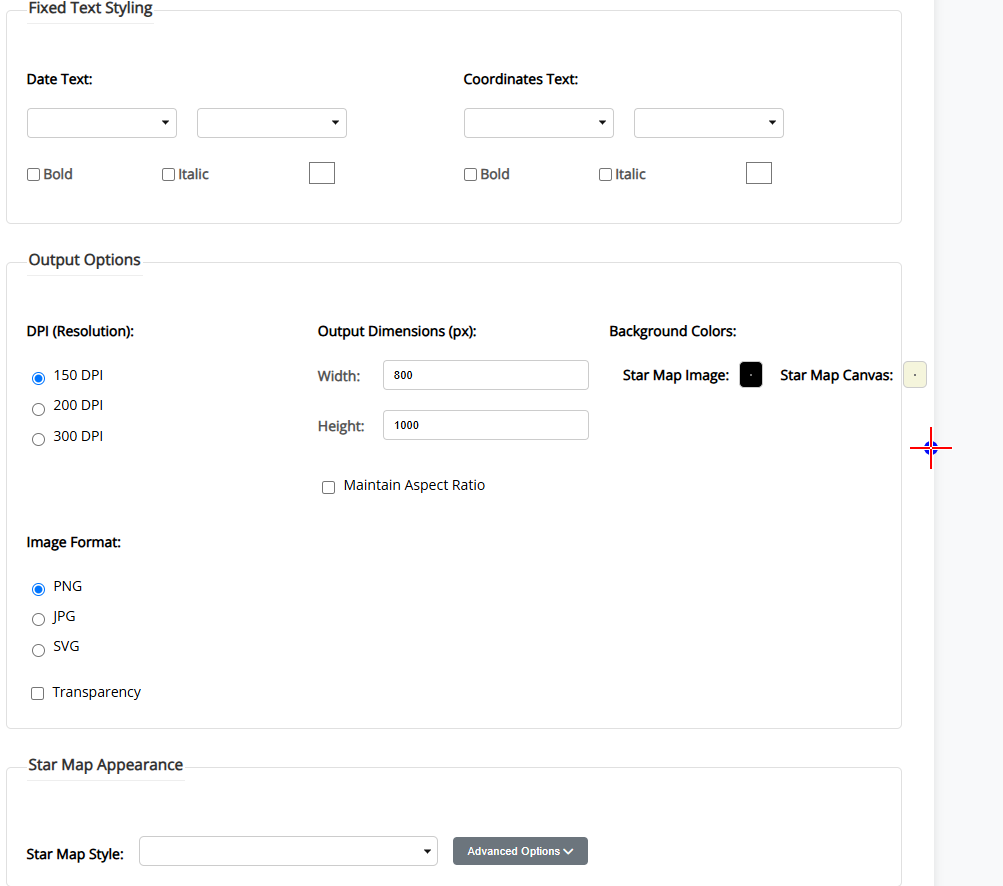 Fixed Text Styling
Date Text:
Coordinates Text:
Bold
Italic
Bold
Italic
Output Options
DPI (Resolution):
150 DPI
200 DPI
300 DPI
Output Dimensions (px):
Width: 800
Height: 1000
Maintain Aspect Ratio
Background Colors:
Star Map Image:
Star Map Canvas:
Image Format:
PNG
JPG
SVG
Transparency
Star Map Appearance
Star Map Style:
Advanced Options